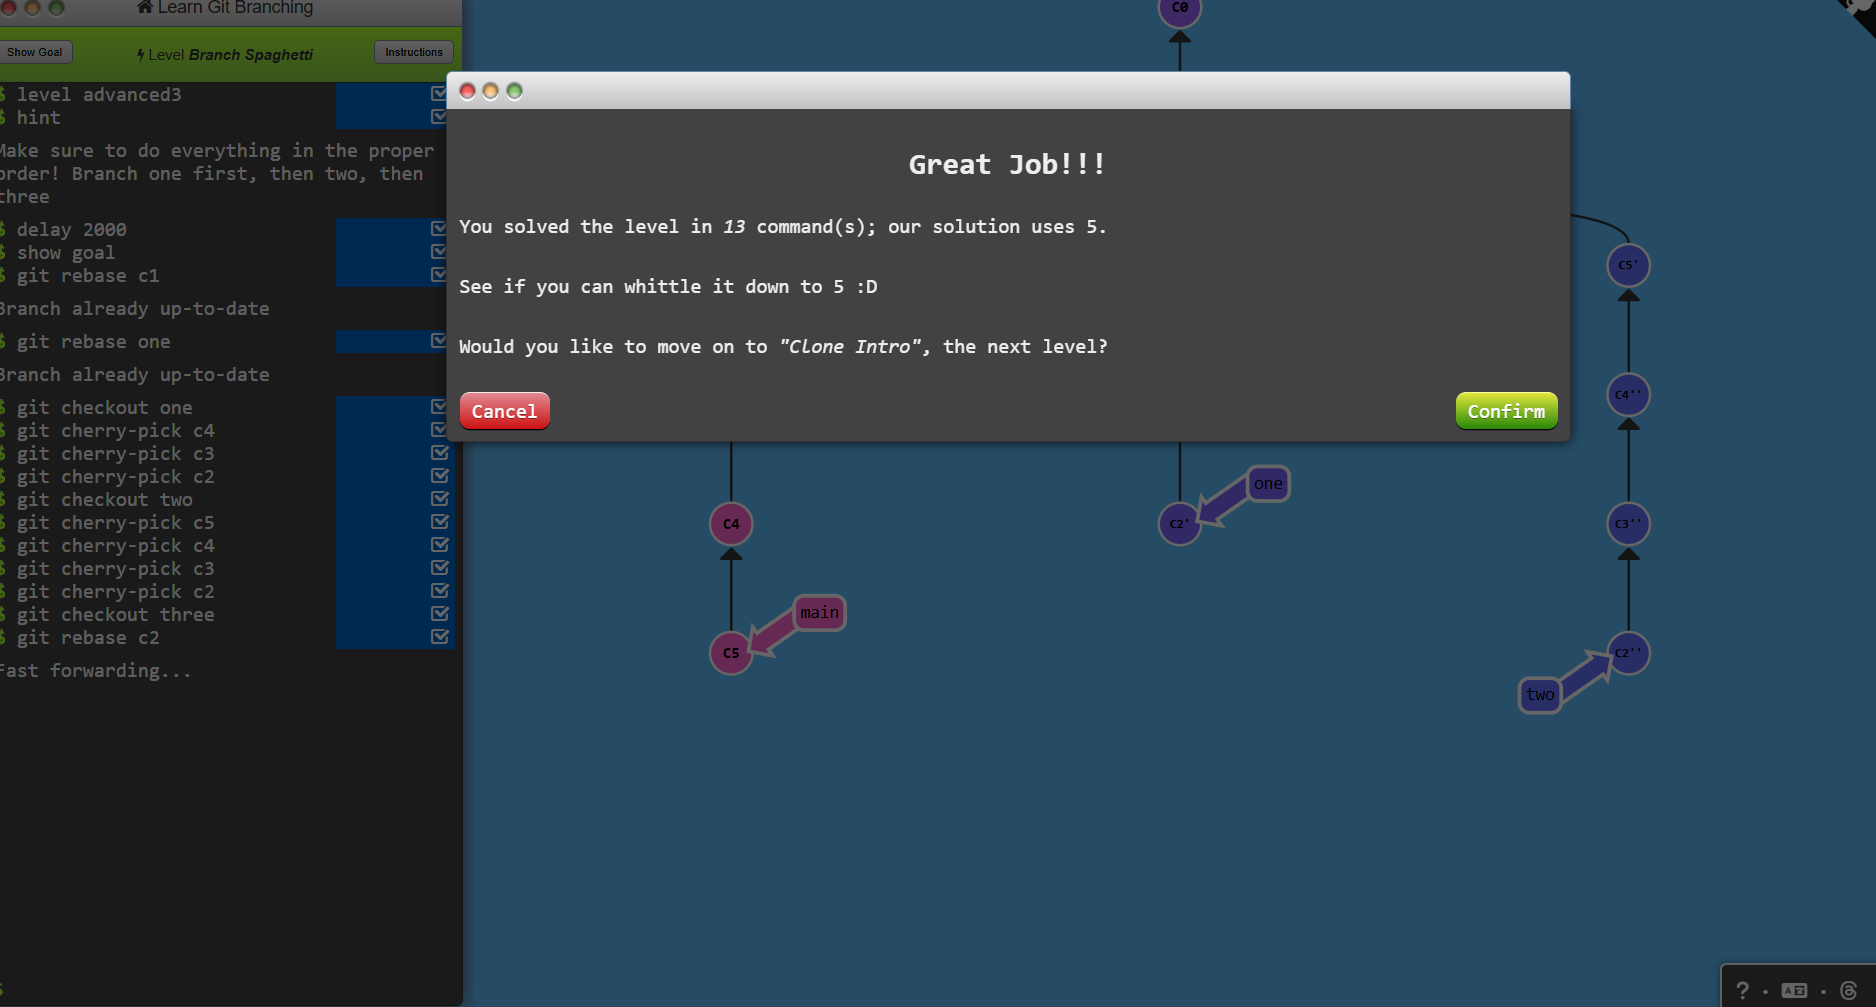 Learn Git Branching
Show Goal
Level Branch Spaghetti
Instructions
$ level advanced3
$ hint
Make sure to do everything in the proper
order! Branch one first, then two, then
three
$ delay 2000
$ show goal
$ git rebase c1
Branch already up-to-date
$ git rebase one
Branch already up-to-date
$ git checkout one
$ git cherry-pick c4
$ git cherry-pick c3
$ git cherry-pick c2
$ git checkout two
$ git cherry-pick c5
$ git cherry-pick c4
$ git cherry-pick c3
$ git cherry-pick c2
$ git checkout three
$ git rebase c2
Fast forwarding...
$
C0
Great Job!!!
You solved the level in 13 command(s); our solution uses 5.
See if you can whittle it down to 5 :D
Would you like to move on to "Clone Intro", the next level?
Cancel
Confirm
C5'
C4''
one
C4
C2'
C3''
main
C5
C2''
two
?